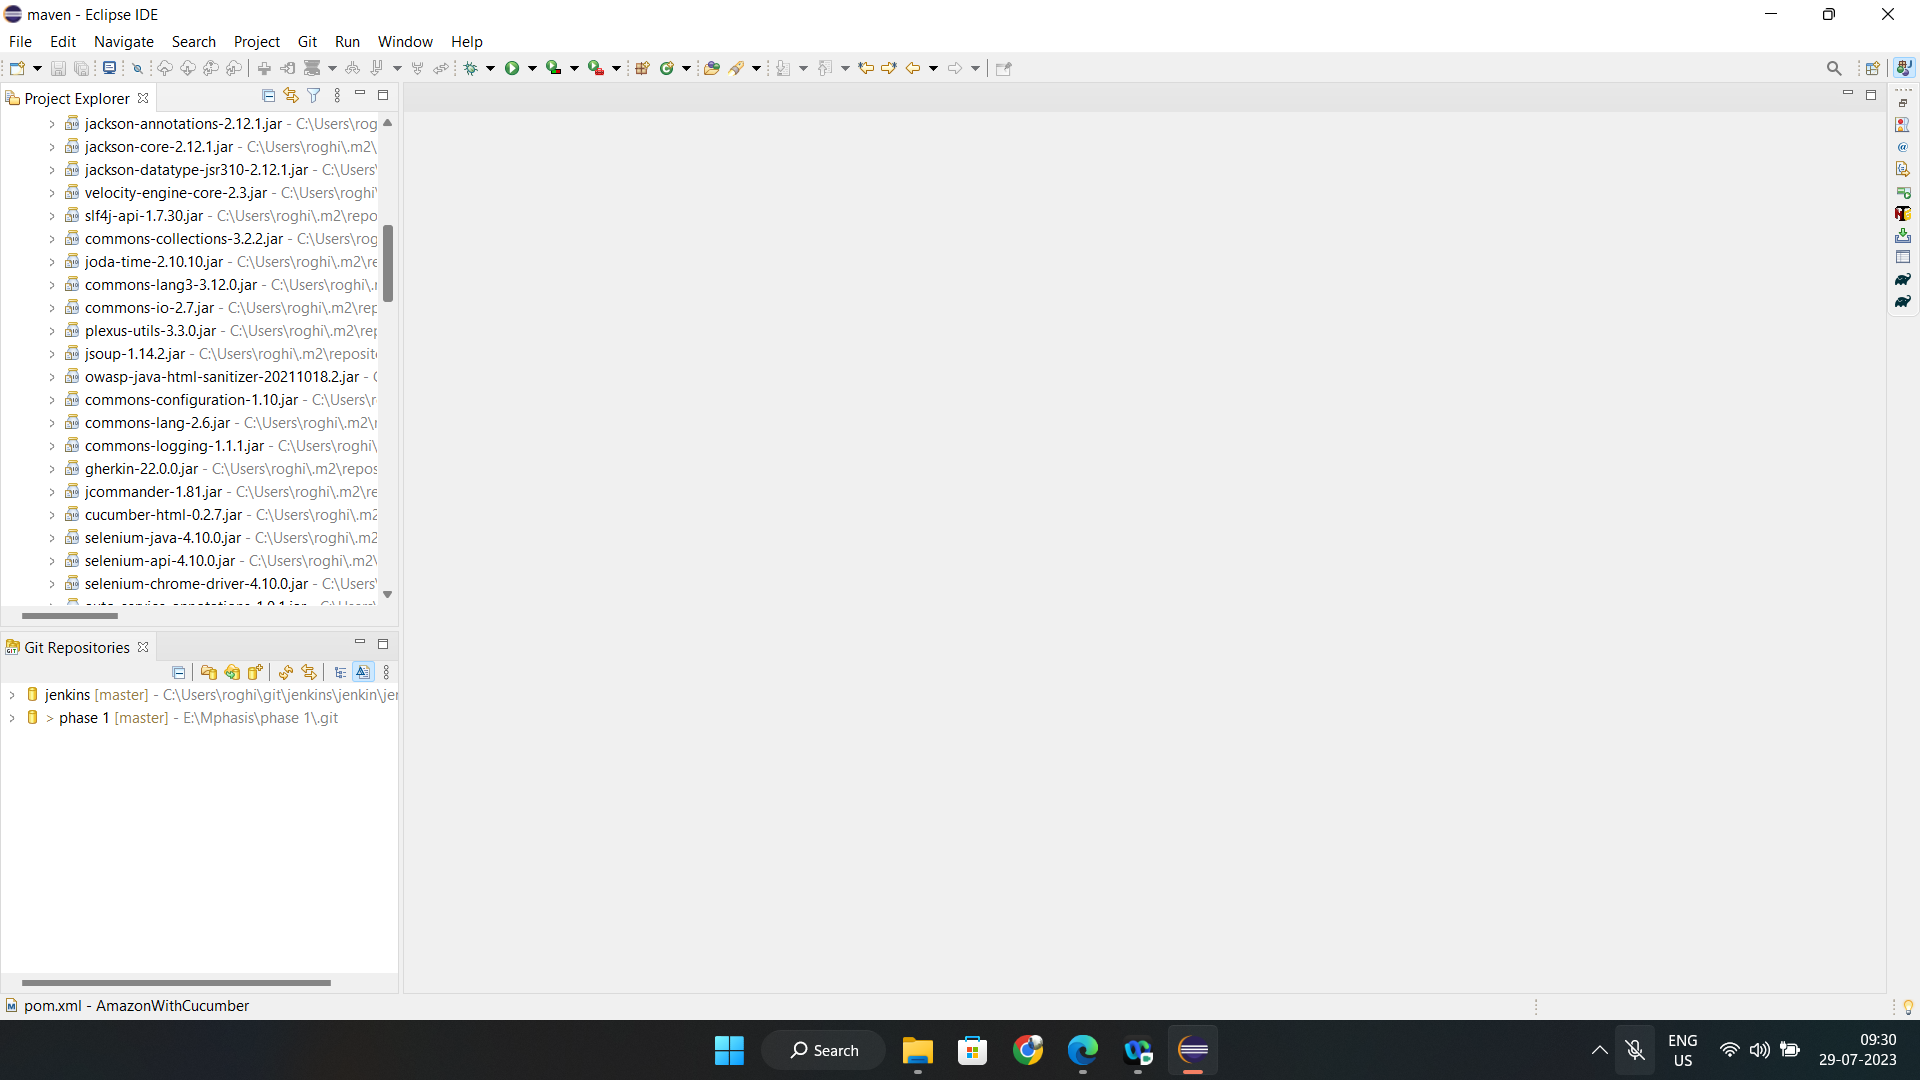 maven - Eclipse IDE
File Edit Navigate Search Project Git Run Window Help
Project Explorer
jackson-annotations-2.12.1.jar - C:\Users\rog
jackson-core-2.12.1.jar - C:\Users\roghi\.m2\
jackson-datatype-jsr310-2.12.1.jar - C:\Users\
velocity-engine-core-2.3.jar - C:\Users\roghi\
slf4j-api-1.7.30.jar - C:\Users\roghi\.m2\repo
commons-collections-3.2.2.jar - C:\Users\rog
joda-time-2.10.10.jar - C:\Users\roghi\.m2\re
commons-lang3-3.12.0.jar - C:\Users\roghi\.
commons-io-2.7.jar - C:\Users\roghi\.m2\rep
plexus-utils-3.3.0.jar - C:\Users\roghi\.m2\rep
jsoup-1.14.2.jar - C:\Users\roghi\.m2\reposit
owasp-java-html-sanitizer-20211018.2.jar -
commons-configuration-1.10.jar - C:\Users\r
commons-lang-2.6.jar - C:\Users\roghi\.m2\
commons-logging-1.1.1.jar - C:\Users\roghi\
gherkin-22.0.0.jar - C:\Users\roghi\.m2\repos
jcommander-1.81.jar - C:\Users\roghi\.m2\re
cucumber-html-0.2.7.jar - C:\Users\roghi\.m2
selenium-java-4.10.0.jar - C:\Users\roghi\.m2
selenium-api-4.10.0.jar - C:\Users\roghi\.m2\
selenium-chrome-driver-4.10.0.jar - C:\Users\
Git Repositories
jenkins [master] - C:\Users\roghi\git\jenkins\jenkin\jer
> phase 1 [master] - E:\Mphasis\phase 1\.git
pom.xml - AmazonWithCucumber
Search
ENG
US
09:30
29-07-2023